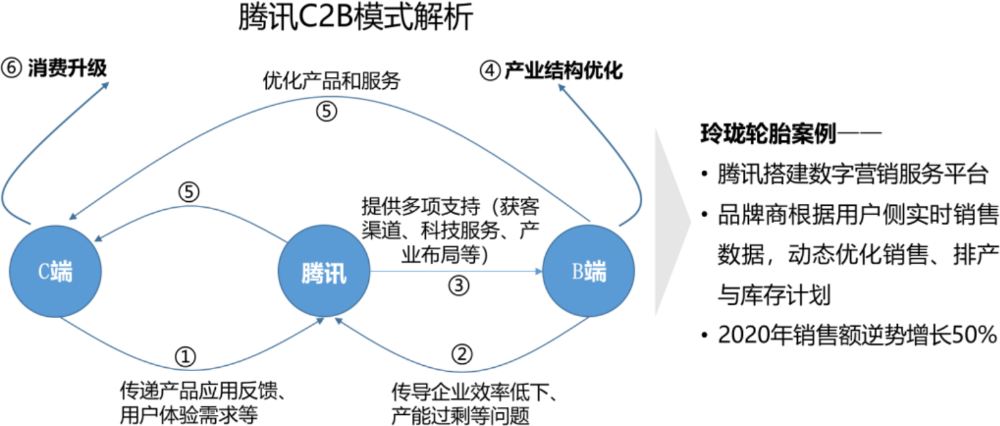 腾讯C2B模式解析
⑥ 消费升级
优化产品和服务
⑤
④ 产业结构优化
⑤
提供多项支持（获客
渠道、科技服务、产
业布局等）
③
C端
腾讯
B端
①
传递产品应用反馈、
用户体验需求等
②
传导企业效率低下、
产能过剩等问题
玲珑轮胎案例——
• 腾讯搭建数字营销服务平台
• 品牌商根据用户侧实时销售
数据，动态优化销售、排产
与库存计划
• 2020年销售额逆势增长50%